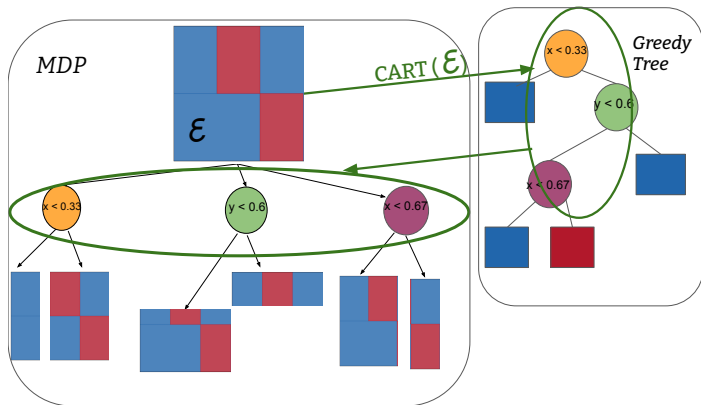 MDP
ℰ
CART(ℰ)
Greedy
Tree
x < 0.33
y < 0.6
x < 0.67
x < 0.33
y < 0.6
x < 0.67